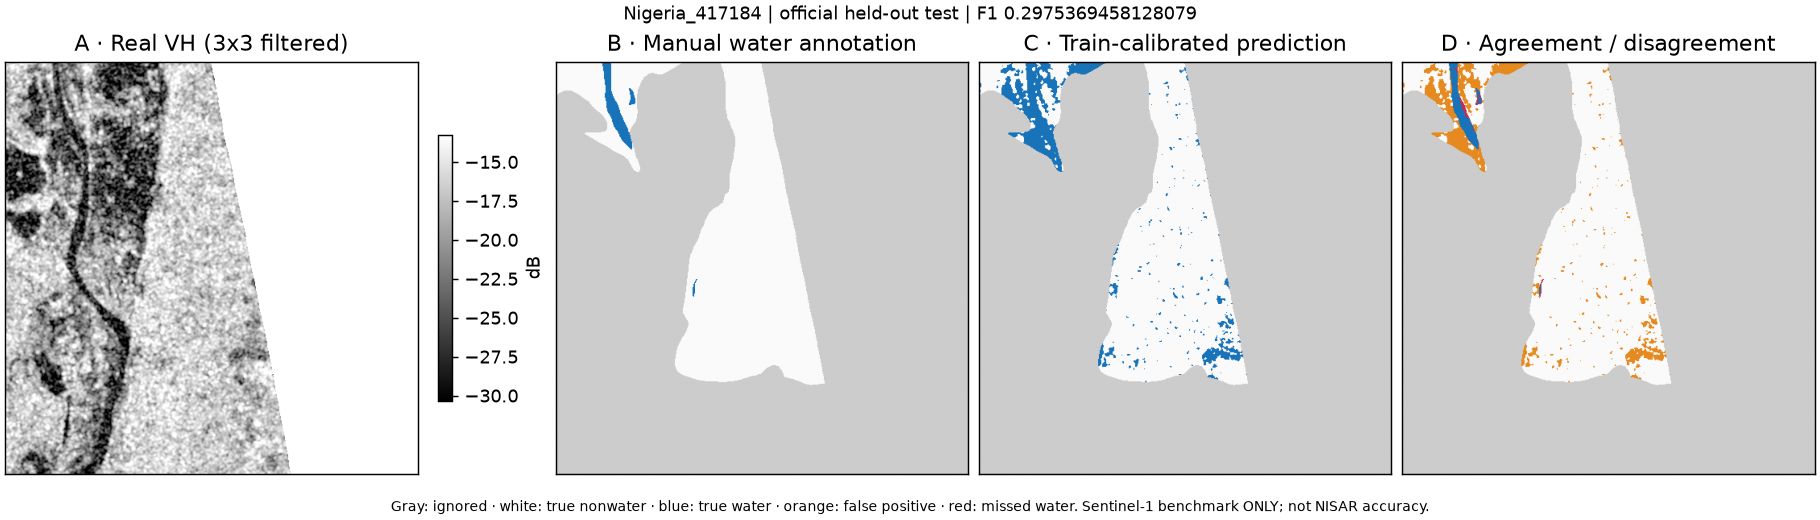 Nigeria_417184 | official held-out test | F1 0.2975369458128079
A · Real VH (3x3 filtered)
B · Manual water annotation
C · Train-calibrated prediction
D · Agreement / disagreement
−15.0
−17.5
−20.0
−22.5
−25.0
−27.5
−30.0
dB
Gray: ignored · white: true nonwater · blue: true water · orange: false positive · red: missed water. Sentinel-1 benchmark ONLY; not NISAR accuracy.